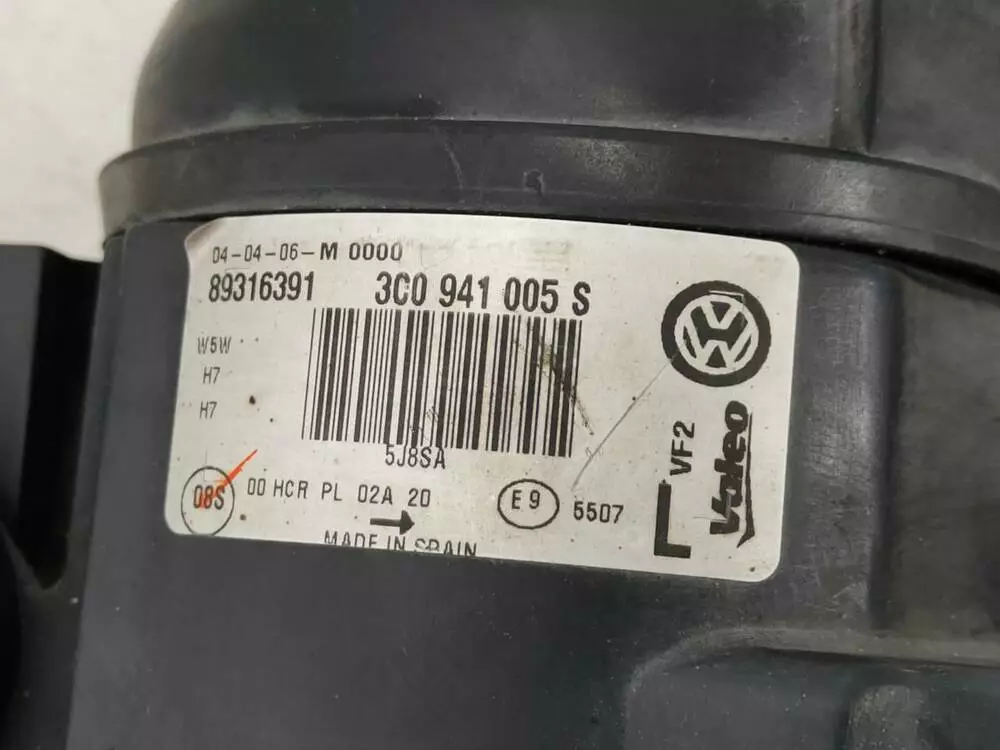 04-04-06-M 0000
89316391 3C0 941 005 S
W5W
H7
H7
5J8SA
08S 00 HCR PL 02A 20
E 9 5507
MADE IN SPAIN
L VF2
Valeo